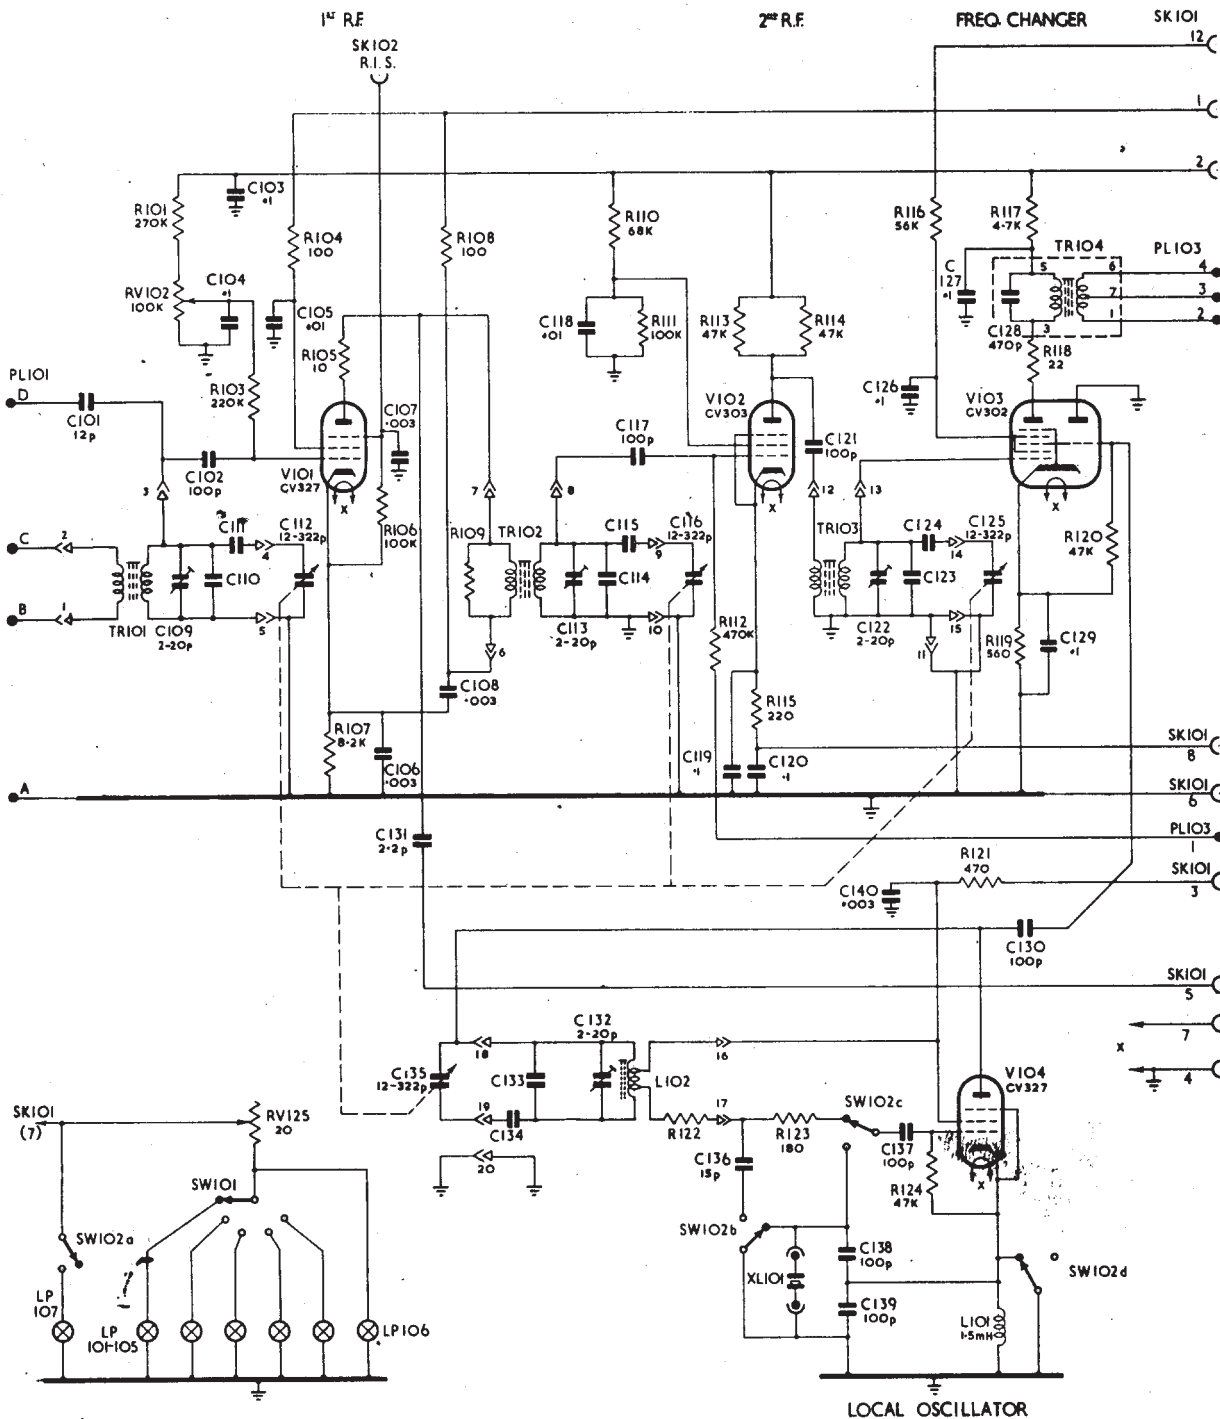 1ST R.F.
2ND R.F.
FREQ. CHANGER
SK101
12
SK102
R.I.S.
1
2
C103
·1
R101
270K
R104
100
R108
100
R110
68K
R116
56K
R117
4·7K
TR104
PL103
C104
·1
RV102
100K
C105
·01
C
127
·1
5
6
4
7
3
1
2
C118
·01
R111
100K
R113
47K
R114
47K
C128
470p
3
R118
22
R105
10
PL101
D
R103
220K
C107
·003
V102
CV303
C126
·1
V103
CV302
C101
12p
C117
100p
C121
100p
C102
100p
V101
CV327
3
X
7
8
X
12
13
X
R106
100K
C
2
C111
C112
12-322p
R109
TR102
C115
C116
12-322p
TR103
C124
C125
12-322p
R120
47K
4
9
14
C110
C114
C123
B
1
TR101
C109
2-20p
5
C113
2-20p
10
R112
470K
C122
2-20p
15
11
R119
560
C129
·1
6
C108
·003
R115
220
R107
8·2K
C106
·003
C119
·1
C120
·1
SK101
8
A
SK101
6
C131
2·2p
PL103
1
R121
470
SK101
3
C140
·003
C130
100p
SK101
5
C132
2-20p
7
X
4
18
16
C135
12-322p
C133
L102
V104
CV327
19
C134
17
SW102c
SK101
(7)
RV125
20
R122
R123
180
C137
100p
20
C136
15p
X
R124
47K
SW101
SW102b
SW102a
C138
100p
SW102d
XL101
LP
107
LP
101-105
LP106
C139
100p
L101
1·5mH
LOCAL OSCILLATOR